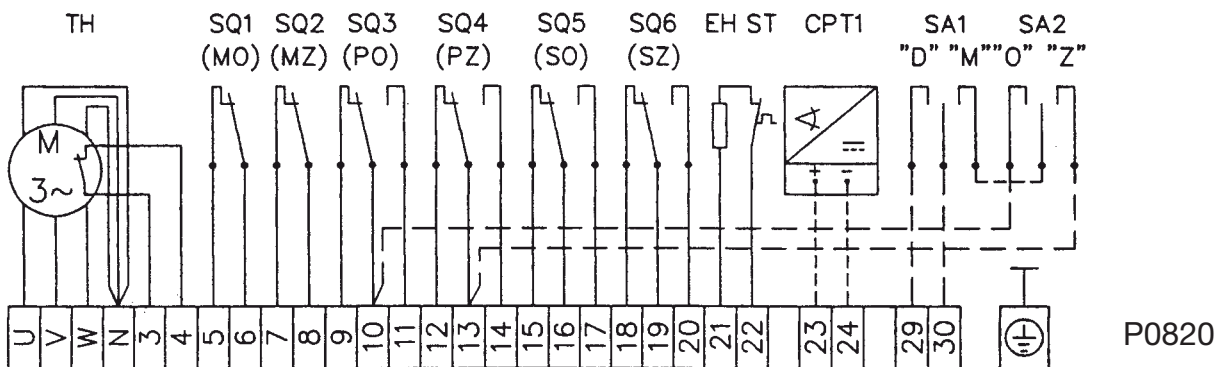 TH SQ1 SQ2 SQ3 SQ4 SQ5 SQ6 EH ST CPT1 SA1 SA2
(MO) (MZ) (PO) (PZ) (SO) (SZ) "D" "M" "O" "Z"
M
3~
+ -
U V W N 3 4 5 6 7 8 9 10 11 12 13 14 15 16 17 18 19 20 21 22 23 24 29 30
P0820